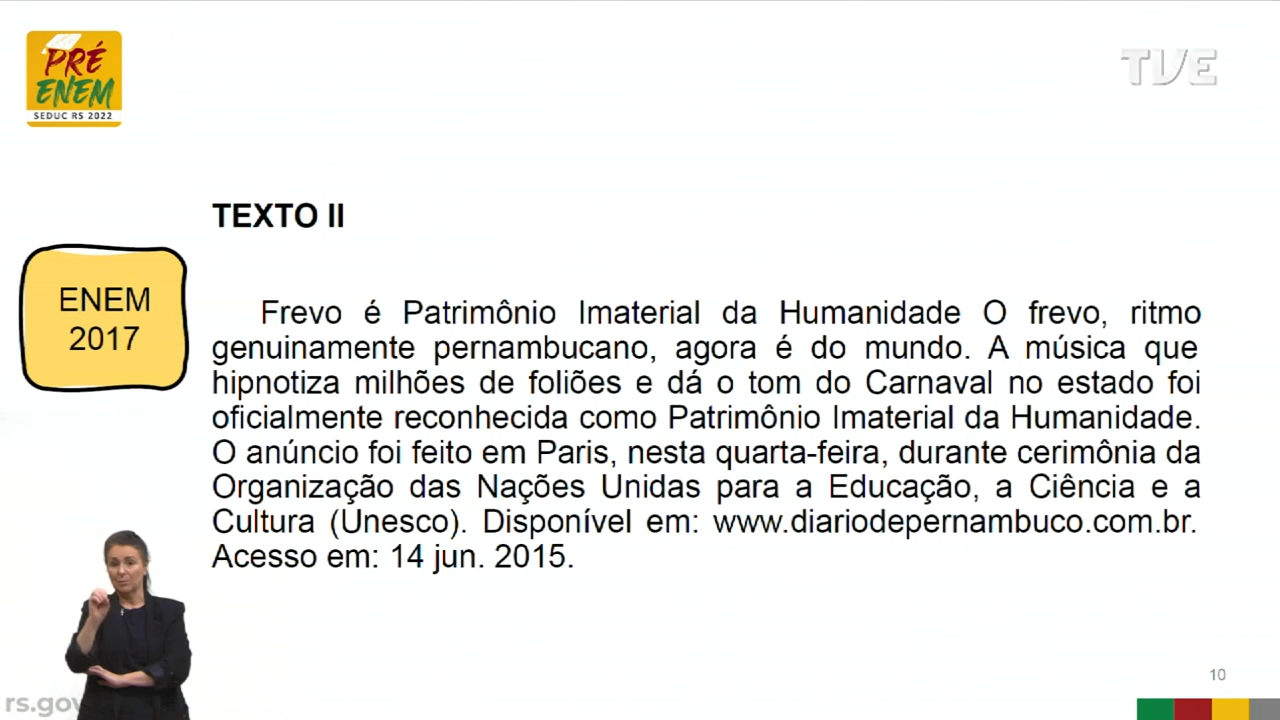 PRÉ
ENEM
SEDUC RS 2022
TVE
TEXTO II
ENEM
2017
Frevo é Patrimônio Imaterial da Humanidade O frevo, ritmo
genuinamente pernambucano, agora é do mundo. A música que
hipnotiza milhões de foliões e dá o tom do Carnaval no estado foi
oficialmente reconhecida como Patrimônio Imaterial da Humanidade.
O anúncio foi feito em Paris, nesta quarta-feira, durante cerimônia da
Organização das Nações Unidas para a Educação, a Ciência e a
Cultura (Unesco). Disponível em: www.diariodepernambuco.com.br.
Acesso em: 14 jun. 2015.
10
rs.gov